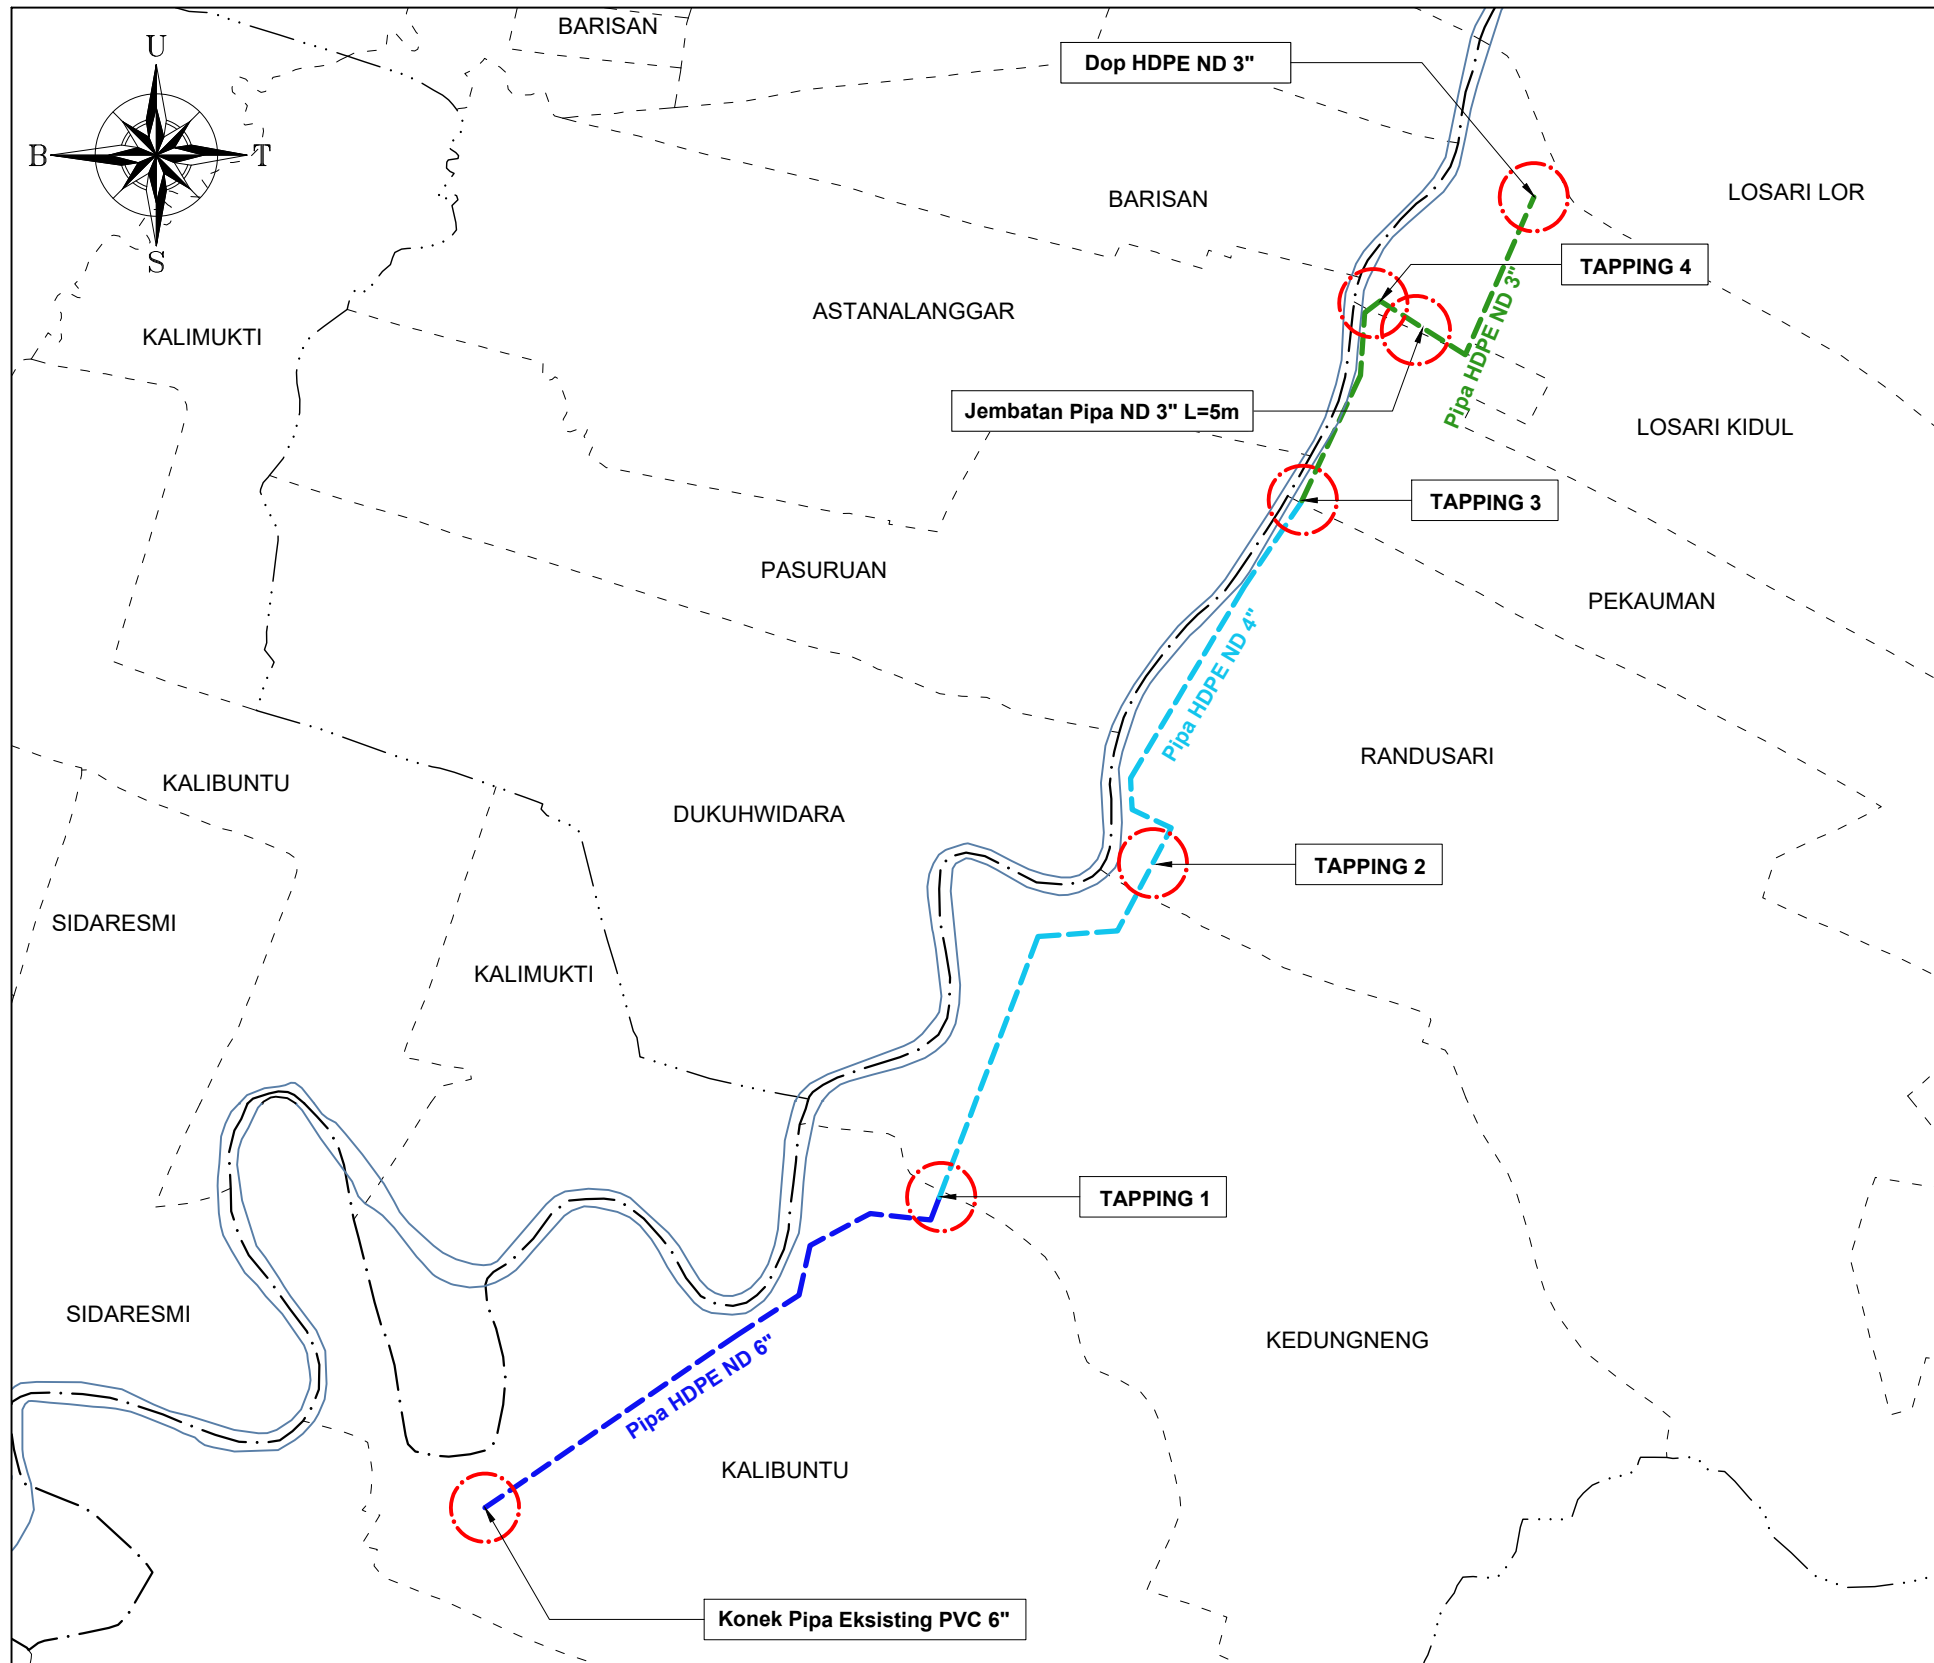 BARISAN
U
Dop HDPE ND 3"
B
T
BARISAN
LOSARI LOR
S
TAPPING 4
ASTANALANGGAR
KALIMUKTI
Pipa HDPE ND 3"
Jembatan Pipa ND 3" L=5m
LOSARI KIDUL
TAPPING 3
PASURUAN
PEKAUMAN
Pipa HDPE ND 4"
RANDUSARI
KALIBUNTU
DUKUHWIDARA
TAPPING 2
SIDARESMI
KALIMUKTI
TAPPING 1
SIDARESMI
KEDUNGNENG
Pipa HDPE ND 6"
KALIBUNTU
Konek Pipa Eksisting PVC 6"